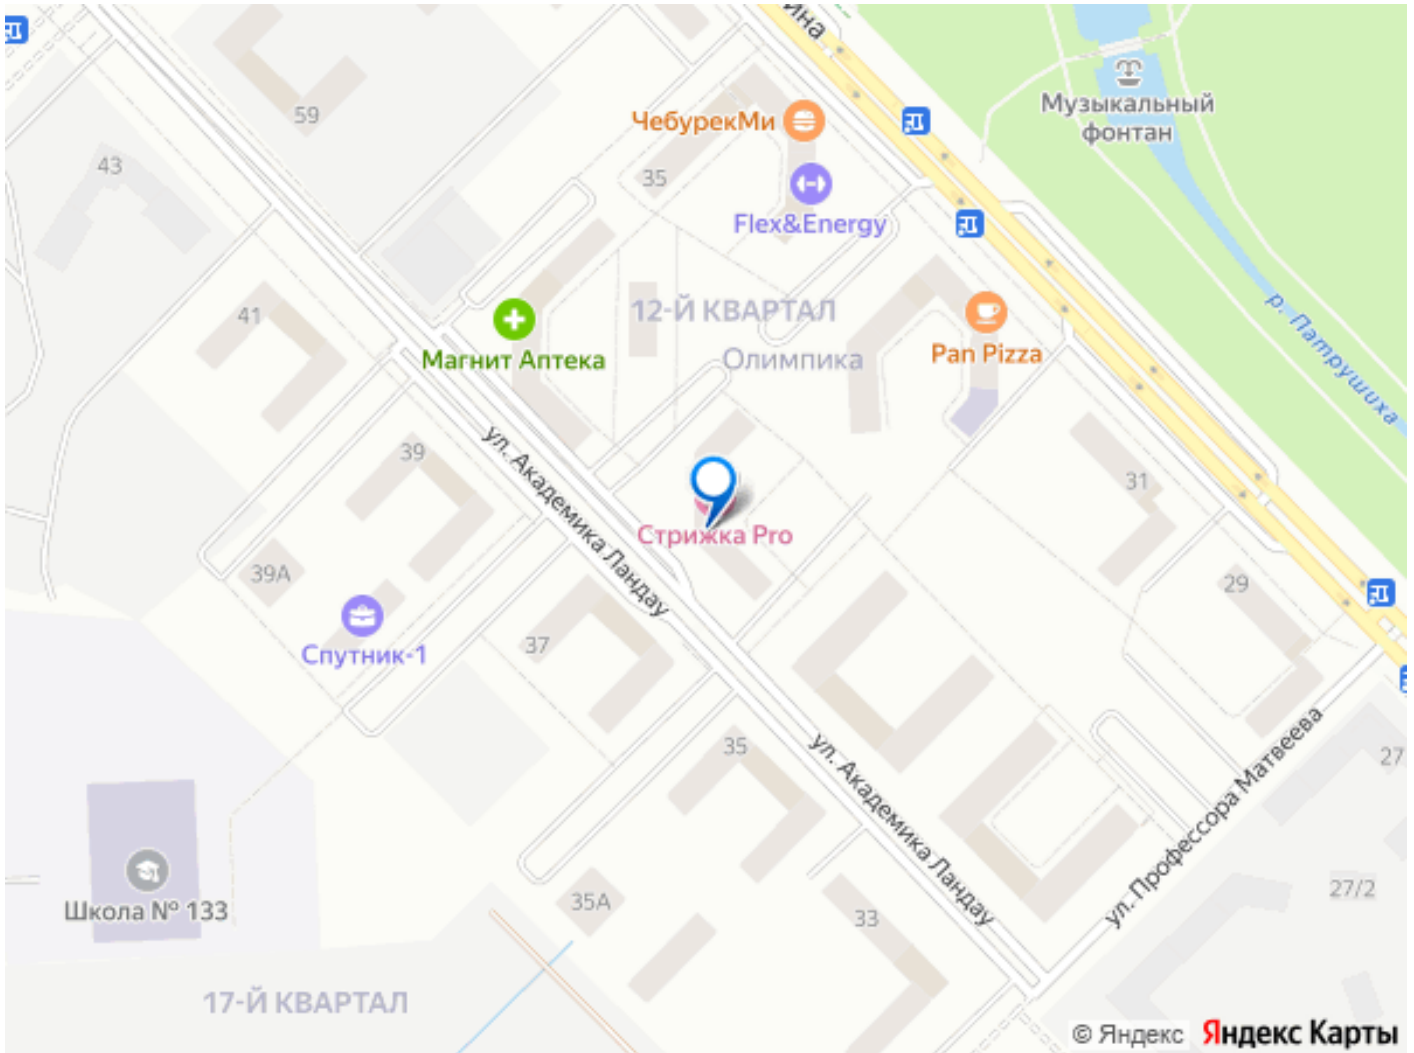 ина
Музыкальный
фонтан
59
ЧебурекМи
43
35
Flex&Energy
р. Патрушиха
12-Й КВАРТАЛ
41
Магнит Аптека
Олимпика
Pan Pizza
39
ул. Академика Ландау
31
Стрижка Pro
39А
29
37
Спутник-1
35
ул. Академика Ландау
ул. Профессора Матвеева
27
Школа № 133
35А
33
27/2
17-Й КВАРТАЛ
© Яндекс Яндекс Карты